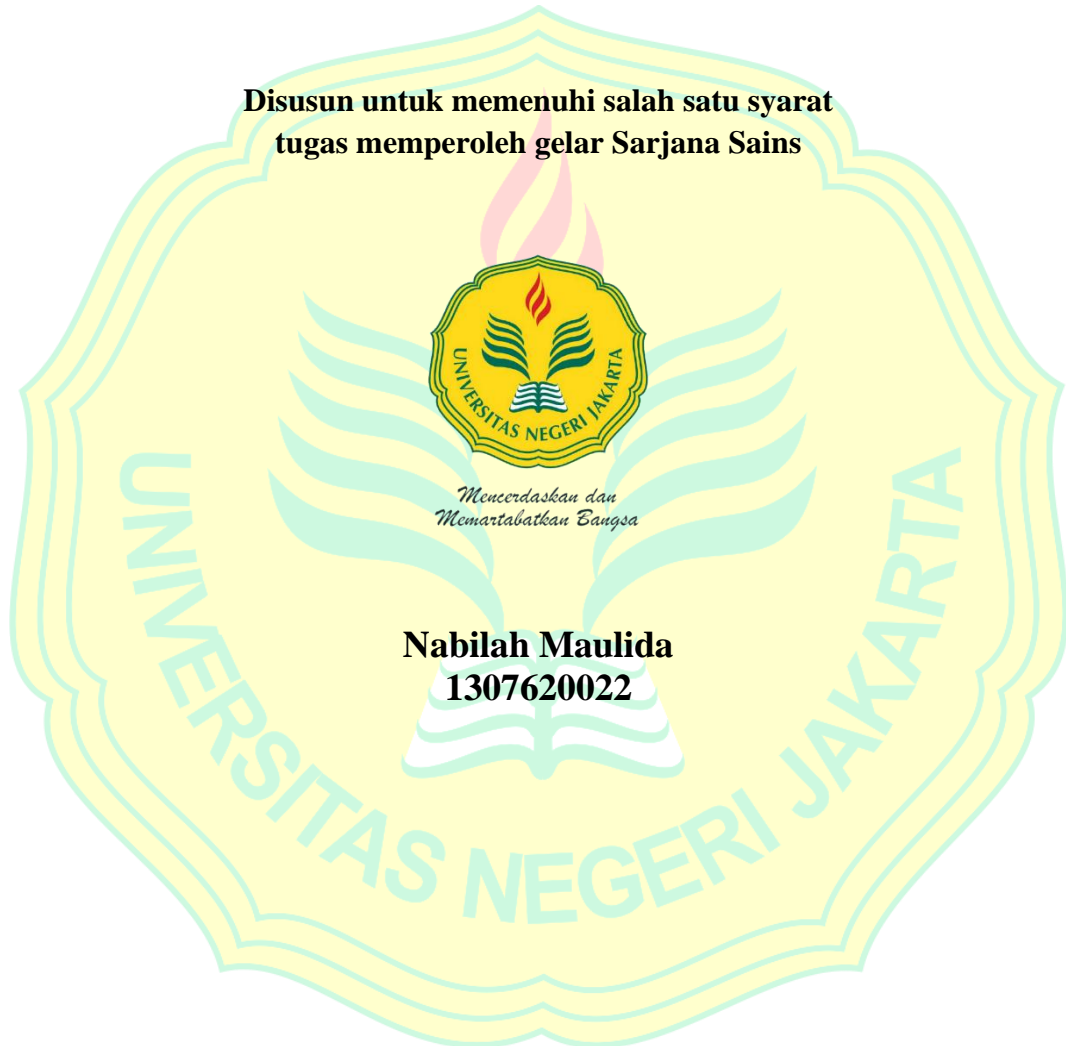 Disusun untuk memenuhi salah satu syarat
tugas memperoleh gelar Sarjana Sains
UNIVERSITAS NEGERI JAKARTA
Mencerdaskan dan
Memartabatkan Bangsa
Nabilah Maulida
1307620022
UNIVERSITAS NEGERI JAKARTA